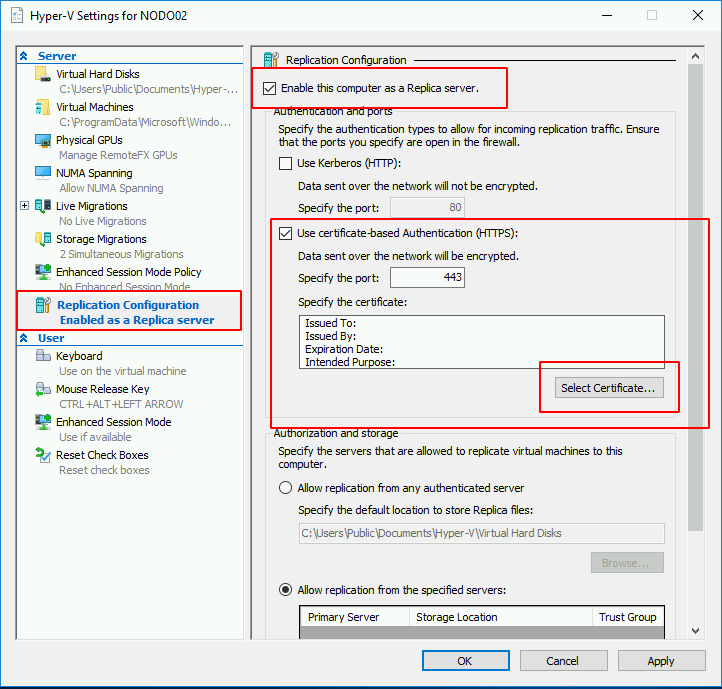 Hyper-V Settings for NODO02
Server
Virtual Hard Disks
C:\Users\Public\Documents\Hyper-...
Virtual Machines
C:\ProgramData\Microsoft\Windo...
Physical GPUs
Manage RemoteFX GPUs
NUMA Spanning
Allow NUMA Spanning
Live Migrations
No Live Migrations
Storage Migrations
2 Simultaneous Migrations
Enhanced Session Mode Policy
No Enhanced Session Mode
Replication Configuration
Enabled as a Replica server
User
Keyboard
Use on the virtual machine
Mouse Release Key
CTRL+ALT+LEFT ARROW
Enhanced Session Mode
Use if available
Reset Check Boxes
Reset check boxes
Replication Configuration
Enable this computer as a Replica server.
Authentication and ports
Specify the authentication types to allow for incoming replication traffic. Ensure
that the ports you specify are open in the firewall.
Use Kerberos (HTTP):
Data sent over the network will not be encrypted.
Specify the port: 80
Use certificate-based Authentication (HTTPS):
Data sent over the network will be encrypted.
Specify the port: 443
Specify the certificate:
Issued To:
Issued By:
Expiration Date:
Intended Purpose:
Select Certificate...
Authorization and storage
Specify the servers that are allowed to replicate virtual machines to this
computer.
Allow replication from any authenticated server
Specify the default location to store Replica files:
C:\Users\Public\Documents\Hyper-V\Virtual Hard Disks
Browse...
Allow replication from the specified servers:
Primary Server Storage Location Trust Group
OK Cancel Apply